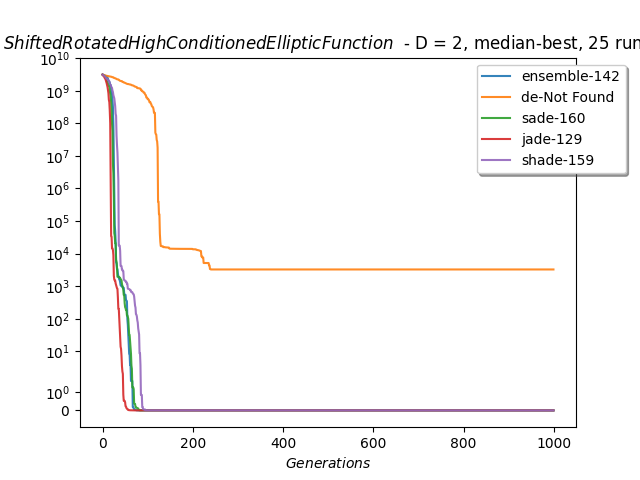 ShiftedRotatedHighConditionedEllipticFunction - D = 2, median-best, 25 run
ensemble-142
de-Not Found
sade-160
jade-129
shade-159
10^10
10^9
10^8
10^7
10^6
10^5
10^4
10^3
10^2
10^1
10^0
0
0 200 400 600 800 1000
Generations